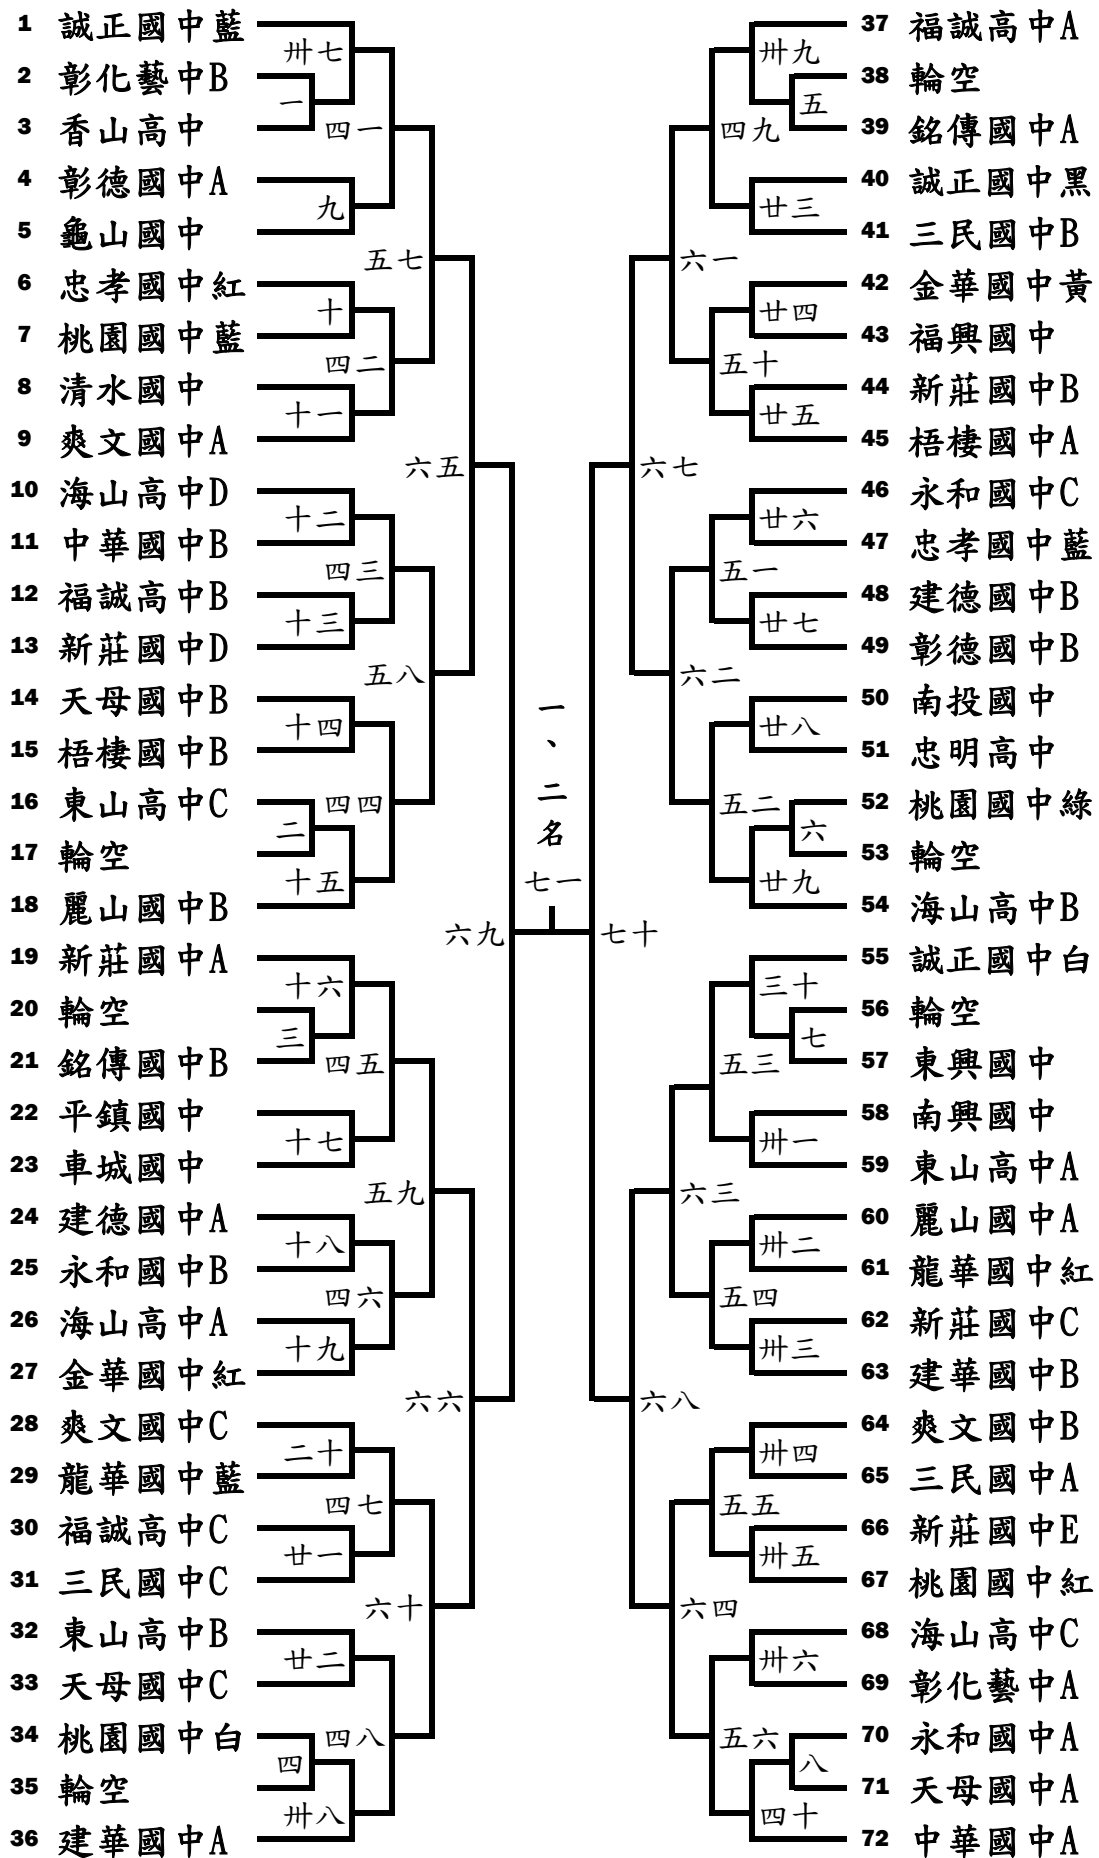 1 誠正國中藍
2 彰化藝中B
3 香山高中
4 彰德國中A
5 龜山國中
6 忠孝國中紅
7 桃園國中藍
8 清水國中
9 爽文國中A
10 海山高中D
11 中華國中B
12 福誠高中B
13 新莊國中D
14 天母國中B
15 梧棲國中B
16 東山高中C
17 輪空
18 麗山國中B
19 新莊國中A
20 輪空
21 銘傳國中B
22 平鎮國中
23 車城國中
24 建德國中A
25 永和國中B
26 海山高中A
27 金華國中紅
28 爽文國中C
29 龍華國中藍
30 福誠高中C
31 三民國中C
32 東山高中B
33 天母國中C
34 桃園國中白
35 輪空
36 建華國中A
卅七
一
九
十
十一
十二
十三
十四
二
十五
十六
三
十七
十八
十九
二十
廿一
廿二
四
卅八
四一
四二
四三
四四
四五
四六
四七
四八
五七
五八
五九
六十
六五
六六
六九
一、二名
七一
七十
六七
六八
六一
六二
六三
六四
四九
五十
五一
五二
五三
五四
五五
五六
卅九
五
廿三
廿四
廿五
廿六
廿七
廿八
六
廿九
三十
七
卅一
卅二
卅三
卅四
卅五
卅六
八
四十
37 福誠高中A
38 輪空
39 銘傳國中A
40 誠正國中黑
41 三民國中B
42 金華國中黃
43 福興國中
44 新莊國中B
45 梧棲國中A
46 永和國中C
47 忠孝國中藍
48 建德國中B
49 彰德國中B
50 南投國中
51 忠明高中
52 桃園國中綠
53 輪空
54 海山高中B
55 誠正國中白
56 輪空
57 東興國中
58 南興國中
59 東山高中A
60 麗山國中A
61 龍華國中紅
62 新莊國中C
63 建華國中B
64 爽文國中B
65 三民國中A
66 新莊國中E
67 桃園國中紅
68 海山高中C
69 彰化藝中A
70 永和國中A
71 天母國中A
72 中華國中A